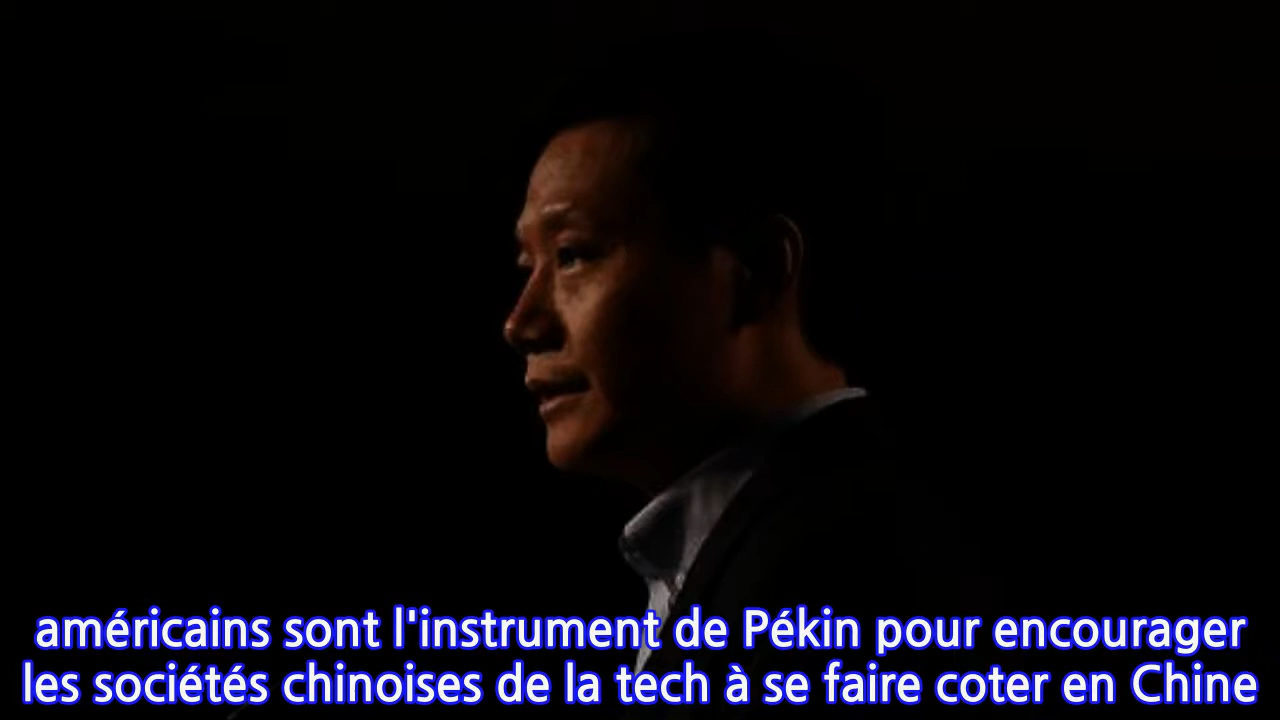 américains sont l'instrument de Pékin pour encourager
les sociétés chinoises de la tech à se faire coter en Chine